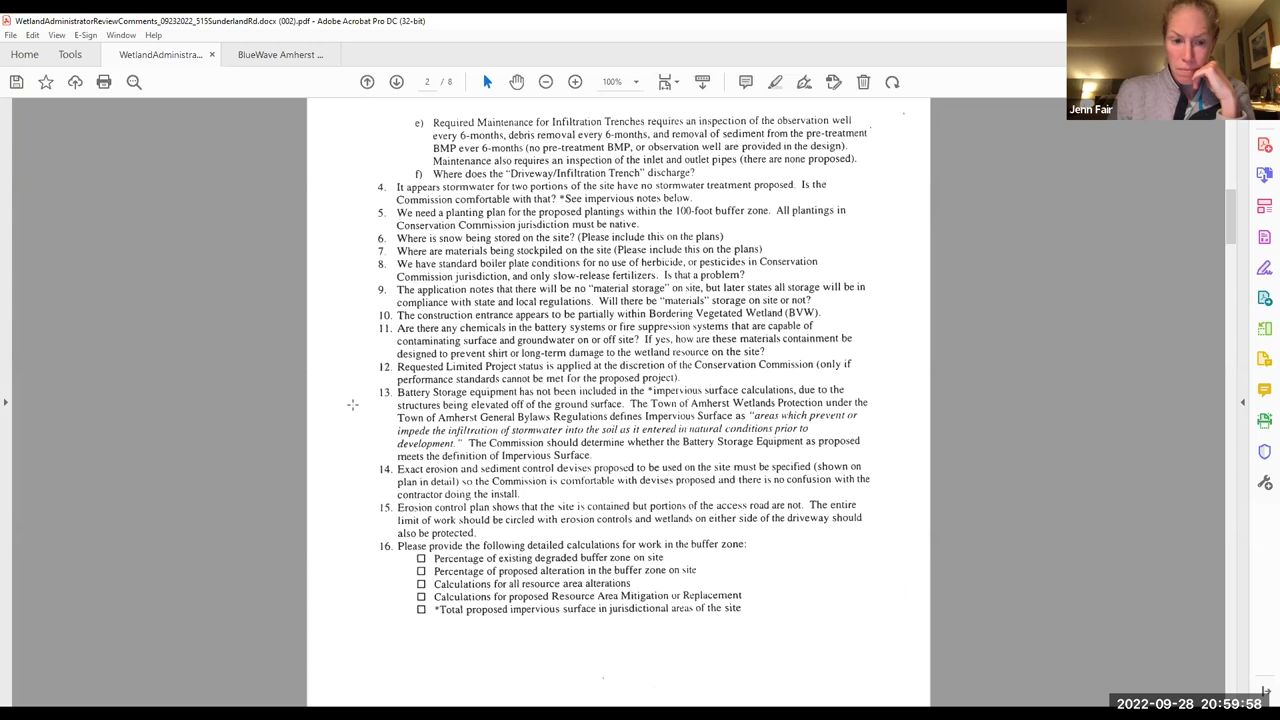 WetlandAdministratorReviewComments_09232022_515SunderlandRd.docx (002).pdf - Adobe Acrobat Pro DC (32-bit)
File Edit View E-Sign Window Help
Home Tools WetlandAdministra... × BlueWave Amherst ...
2 / 8 100%
Jenn Fair
e) Required Maintenance for Infiltration Trenches requires an inspection of the observation well
every 6-months, debris removal every 6-months, and removal of sediment from the pre-treatment
BMP ever 6-months (no pre-treatment BMP, or observation well are provided in the design).
Maintenance also requires an inspection of the inlet and outlet pipes (there are none proposed).
f) Where does the "Driveway/Infiltration Trench" discharge?
4. It appears stormwater for two portions of the site have no stormwater treatment proposed. Is the
Commission comfortable with that? *See impervious notes below.
5. We need a planting plan for the proposed plantings within the 100-foot buffer zone. All plantings in
Conservation Commission jurisdiction must be native.
6. Where is snow being stored on the site? (Please include this on the plans)
7. Where are materials being stockpiled on the site (Please include this on the plans)
8. We have standard boiler plate conditions for no use of herbicide, or pesticides in Conservation
Commission jurisdiction, and only slow-release fertilizers. Is that a problem?
9. The application notes that there will be no "material storage" on site, but later states all storage will be in
compliance with state and local regulations. Will there be "materials" storage on site or not?
10. The construction entrance appears to be partially within Bordering Vegetated Wetland (BVW).
11. Are there any chemicals in the battery systems or fire suppression systems that are capable of
contaminating surface and groundwater on or off site? If yes, how are these materials containment be
designed to prevent shirt or long-term damage to the wetland resource on the site?
12. Requested Limited Project status is applied at the discretion of the Conservation Commission (only if
performance standards cannot be met for the proposed project).
13. Battery Storage equipment has not been included in the *impervious surface calculations, due to the
structures being elevated off of the ground surface. The Town of Amherst Wetlands Protection under the
Town of Amherst General Bylaws Regulations defines Impervious Surface as "areas which prevent or
impede the infiltration of stormwater into the soil as it entered in natural conditions prior to
development." The Commission should determine whether the Battery Storage Equipment as proposed
meets the definition of Impervious Surface.
14. Exact erosion and sediment control devises proposed to be used on the site must be specified (shown on
plan in detail) so the Commission is comfortable with devises proposed and there is no confusion with the
contractor doing the install.
15. Erosion control plan shows that the site is contained but portions of the access road are not. The entire
limit of work should be circled with erosion controls and wetlands on either side of the driveway should
also be protected.
16. Please provide the following detailed calculations for work in the buffer zone:
☐ Percentage of existing degraded buffer zone on site
☐ Percentage of proposed alteration in the buffer zone on site
☐ Calculations for all resource area alterations
☐ Calculations for proposed Resource Area Mitigation or Replacement
☐ *Total proposed impervious surface in jurisdictional areas of the site
2022-09-28 20:59:58